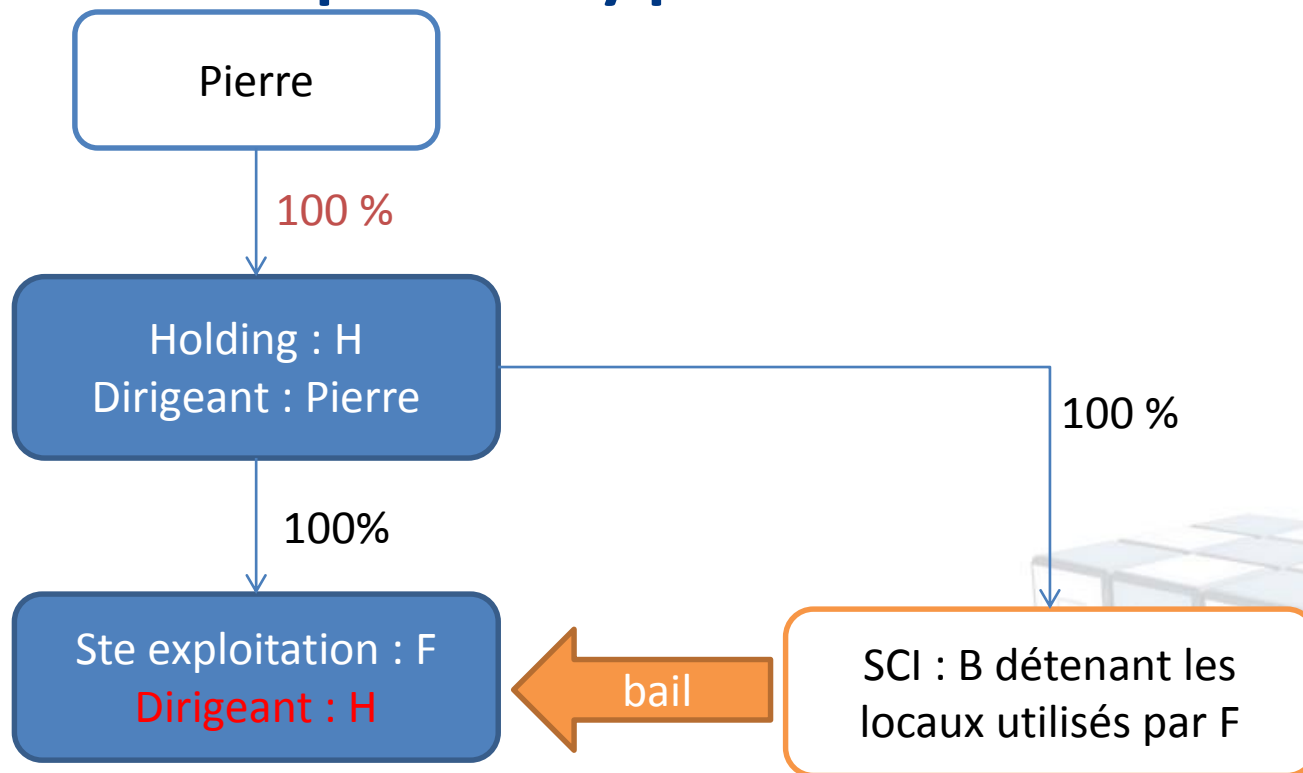 Pierre
100 %
Holding : H
Dirigeant : Pierre
100 %
100%
Ste exploitation : F
Dirigeant : H
bail
SCI : B détenant les
locaux utilisés par F